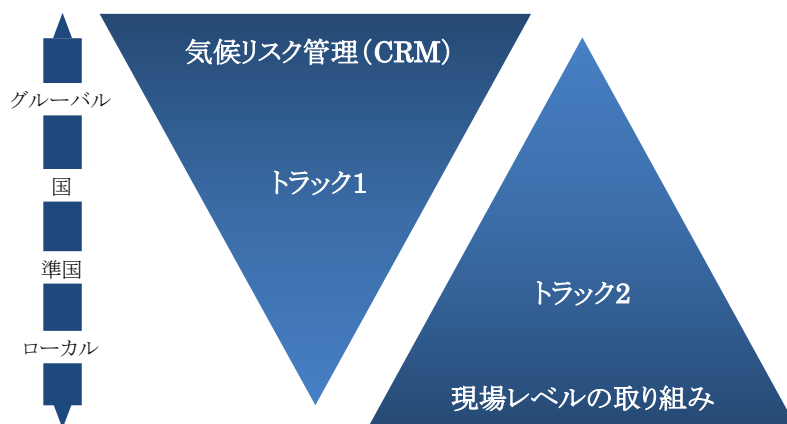 気候リスク管理（CRM）
グルーバル
トラック1
国
準国
トラック2
ローカル
現場レベルの取り組み